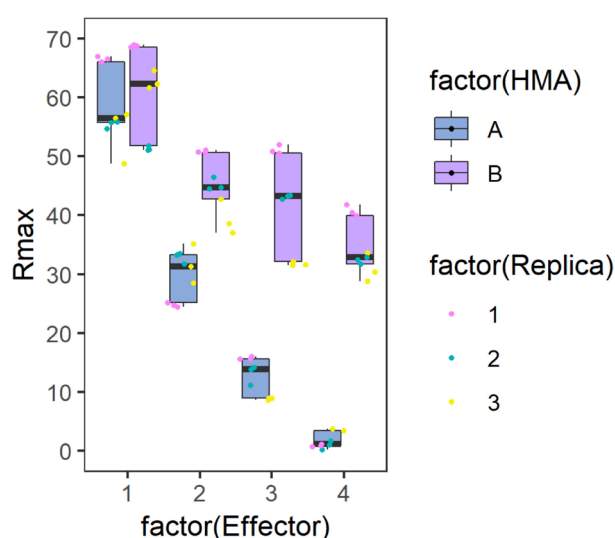 70
60
50
40
30
20
10
0
Rmax
1 2 3 4
factor(Effector)
factor(HMA)
A
B
factor(Replica)
1
2
3